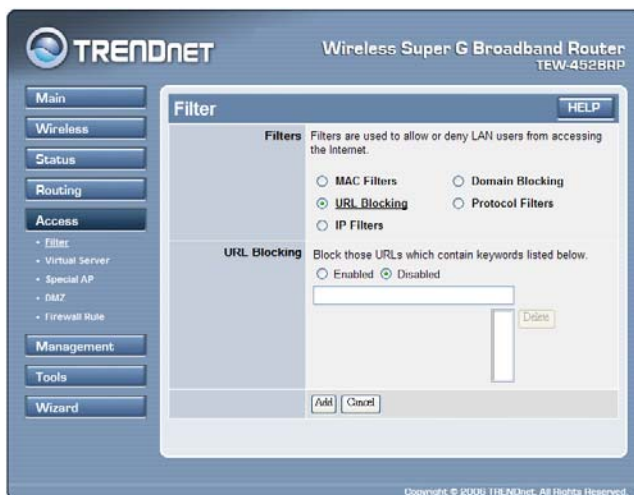 TRENDNET
Wireless Super G Broadband Router
TEW-452BRP
Main
Wireless
Status
Routing
Access
Filter
Virtual Server
Special AP
DMZ
Firewall Rule
Management
Tools
Wizard
Filter
HELP
Filters
Filters are used to allow or deny LAN users from accessing
the Internet.
MAC Filters
Domain Blocking
URL Blocking
Protocol Filters
IP Filters
URL Blocking
Block those URLs which contain keywords listed below.
Enabled Disabled
Delete
Add Cancel
Copyright © 2006 TRENDnet. All Rights Reserved.